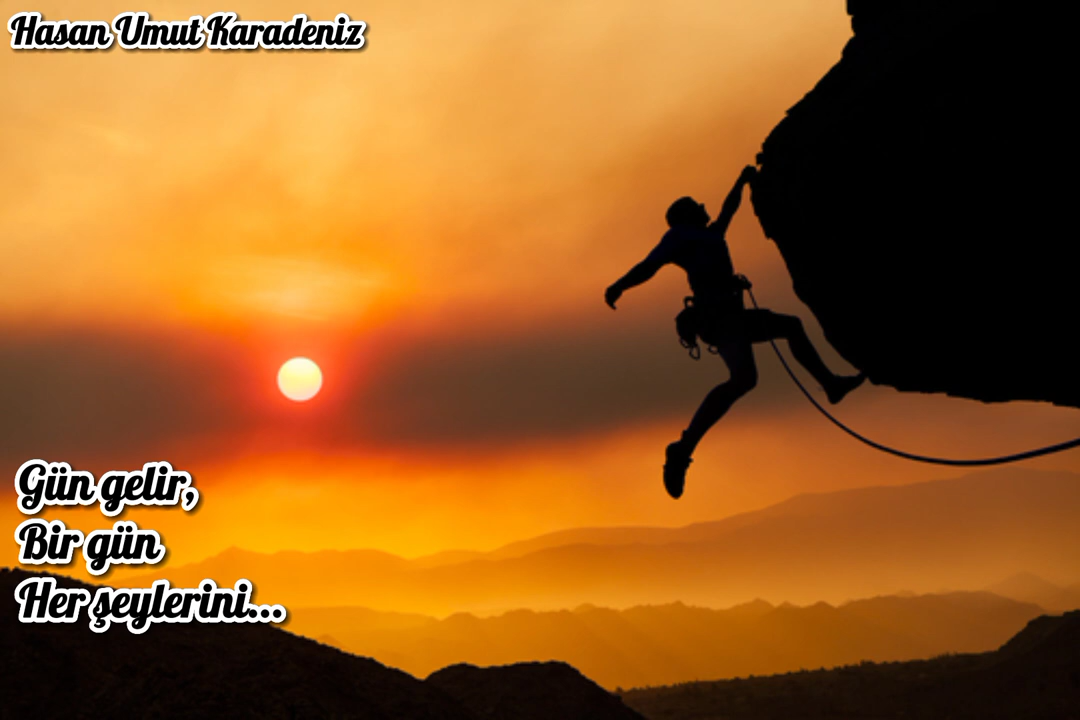 Hasan Umut Karadeniz
Gün gelir,
Bir gün
Her şeylerini...